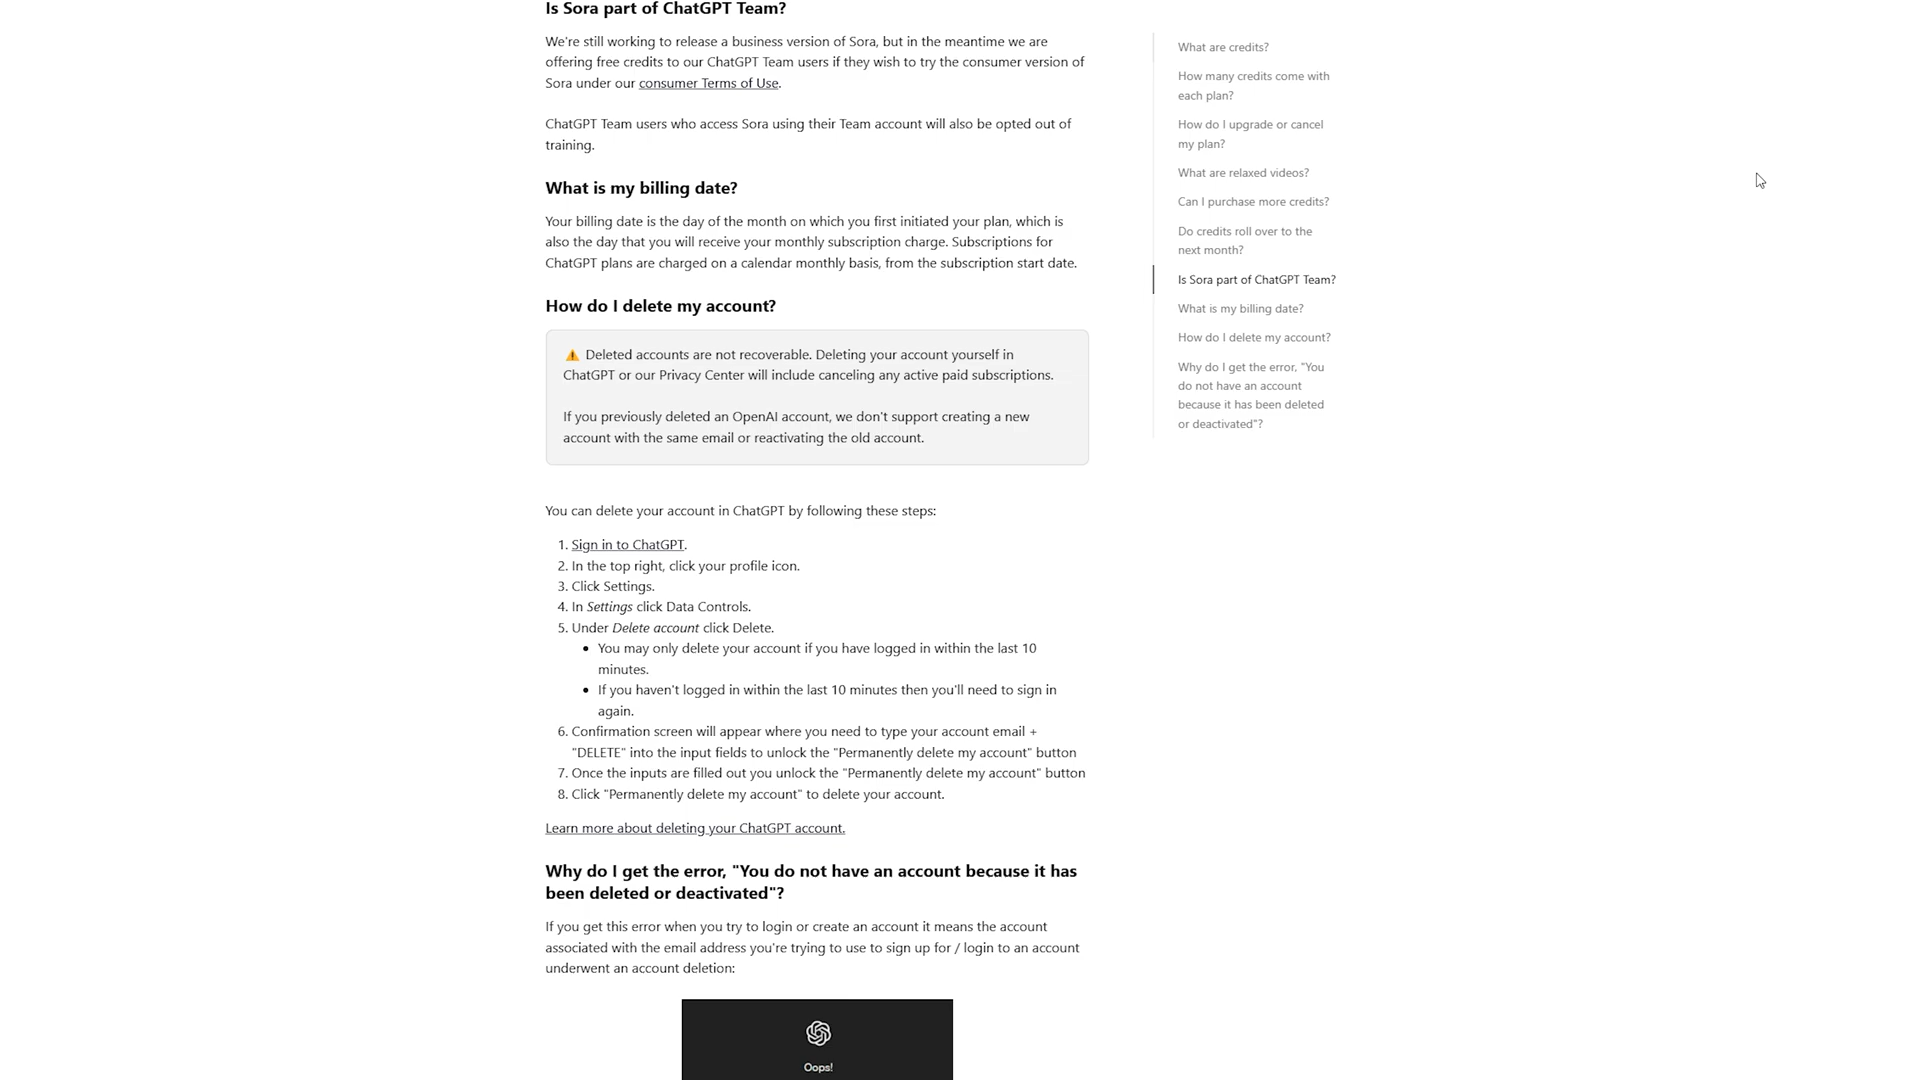 Is Sora part of ChatGPT Team?
We're still working to release a business version of Sora, but in the meantime we are
offering free credits to our ChatGPT Team users if they wish to try the consumer version of
Sora under our consumer Terms of Use.
ChatGPT Team users who access Sora using their Team account will also be opted out of
training.
What is my billing date?
Your billing date is the day of the month on which you first initiated your plan, which is
also the day that you will receive your monthly subscription charge. Subscriptions for
ChatGPT plans are charged on a calendar monthly basis, from the subscription start date.
How do I delete my account?
⚠️ Deleted accounts are not recoverable. Deleting your account yourself in
ChatGPT or our Privacy Center will include canceling any active paid subscriptions.
If you previously deleted an OpenAI account, we don't support creating a new
account with the same email or reactivating the old account.
You can delete your account in ChatGPT by following these steps:
1. Sign in to ChatGPT.
2. In the top right, click your profile icon.
3. Click Settings.
4. In Settings click Data Controls.
5. Under Delete account click Delete.
• You may only delete your account if you have logged in within the last 10
minutes.
• If you haven't logged in within the last 10 minutes then you'll need to sign in
again.
6. Confirmation screen will appear where you need to type your account email +
"DELETE" into the input fields to unlock the "Permanently delete my account" button
7. Once the inputs are filled out you unlock the "Permanently delete my account" button
8. Click "Permanently delete my account" to delete your account.
Learn more about deleting your ChatGPT account.
Why do I get the error, "You do not have an account because it has
been deleted or deactivated"?
If you get this error when you try to login or create an account it means the account
associated with the email address you're trying to use to sign up for / login to an account
underwent an account deletion:
Oops!
What are credits?
How many credits come with
each plan?
How do I upgrade or cancel
my plan?
What are relaxed videos?
Can I purchase more credits?
Do credits roll over to the
next month?
Is Sora part of ChatGPT Team?
What is my billing date?
How do I delete my account?
Why do I get the error, "You
do not have an account
because it has been deleted
or deactivated"?